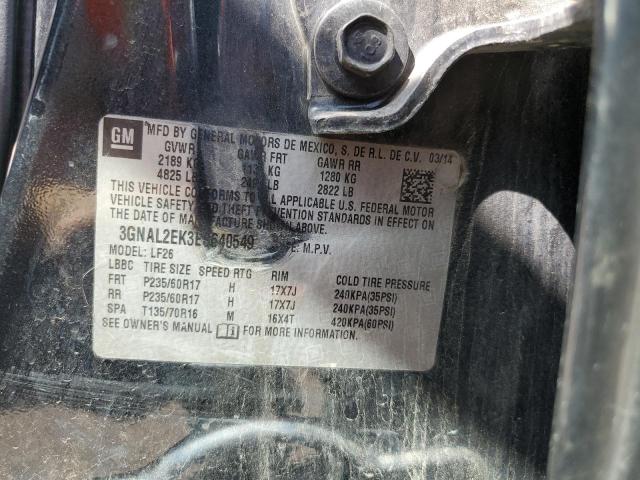 GM
MFD BY GENERAL MOTORS DE MEXICO, S. DE R.L. DE C.V. 03/14
GVWR GAWR FRT GAWR RR
2189 KG KG 1280 KG
4825 LB LB 2822 LB
THIS VEHICLE CONFORMS TO ALL APPLICABLE U.S. FEDERAL MOTOR
VEHICLE SAFETY AND THEFT PREVENTION STANDARDS IN EFFECT ON
THE DATE OF MANUFACTURE SHOWN ABOVE.
M.P.V.
MODEL: LF26
LBBC TIRE SIZE SPEED RTG RIM COLD TIRE PRESSURE
FRT P235/60R17 H 17X7J 240KPA(35PSI)
RR P235/60R17 H 17X7J 240KPA(35PSI)
SPA T135/70R16 M 16X4T 420KPA(60PSI)
SEE OWNER'S MANUAL FOR MORE INFORMATION.